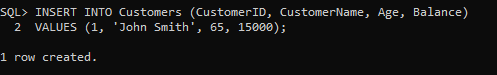 SQL> INSERT INTO Customers (CustomerID, CustomerName, Age, Balance)
  2  VALUES (1, 'John Smith', 65, 15000);
1 row created.